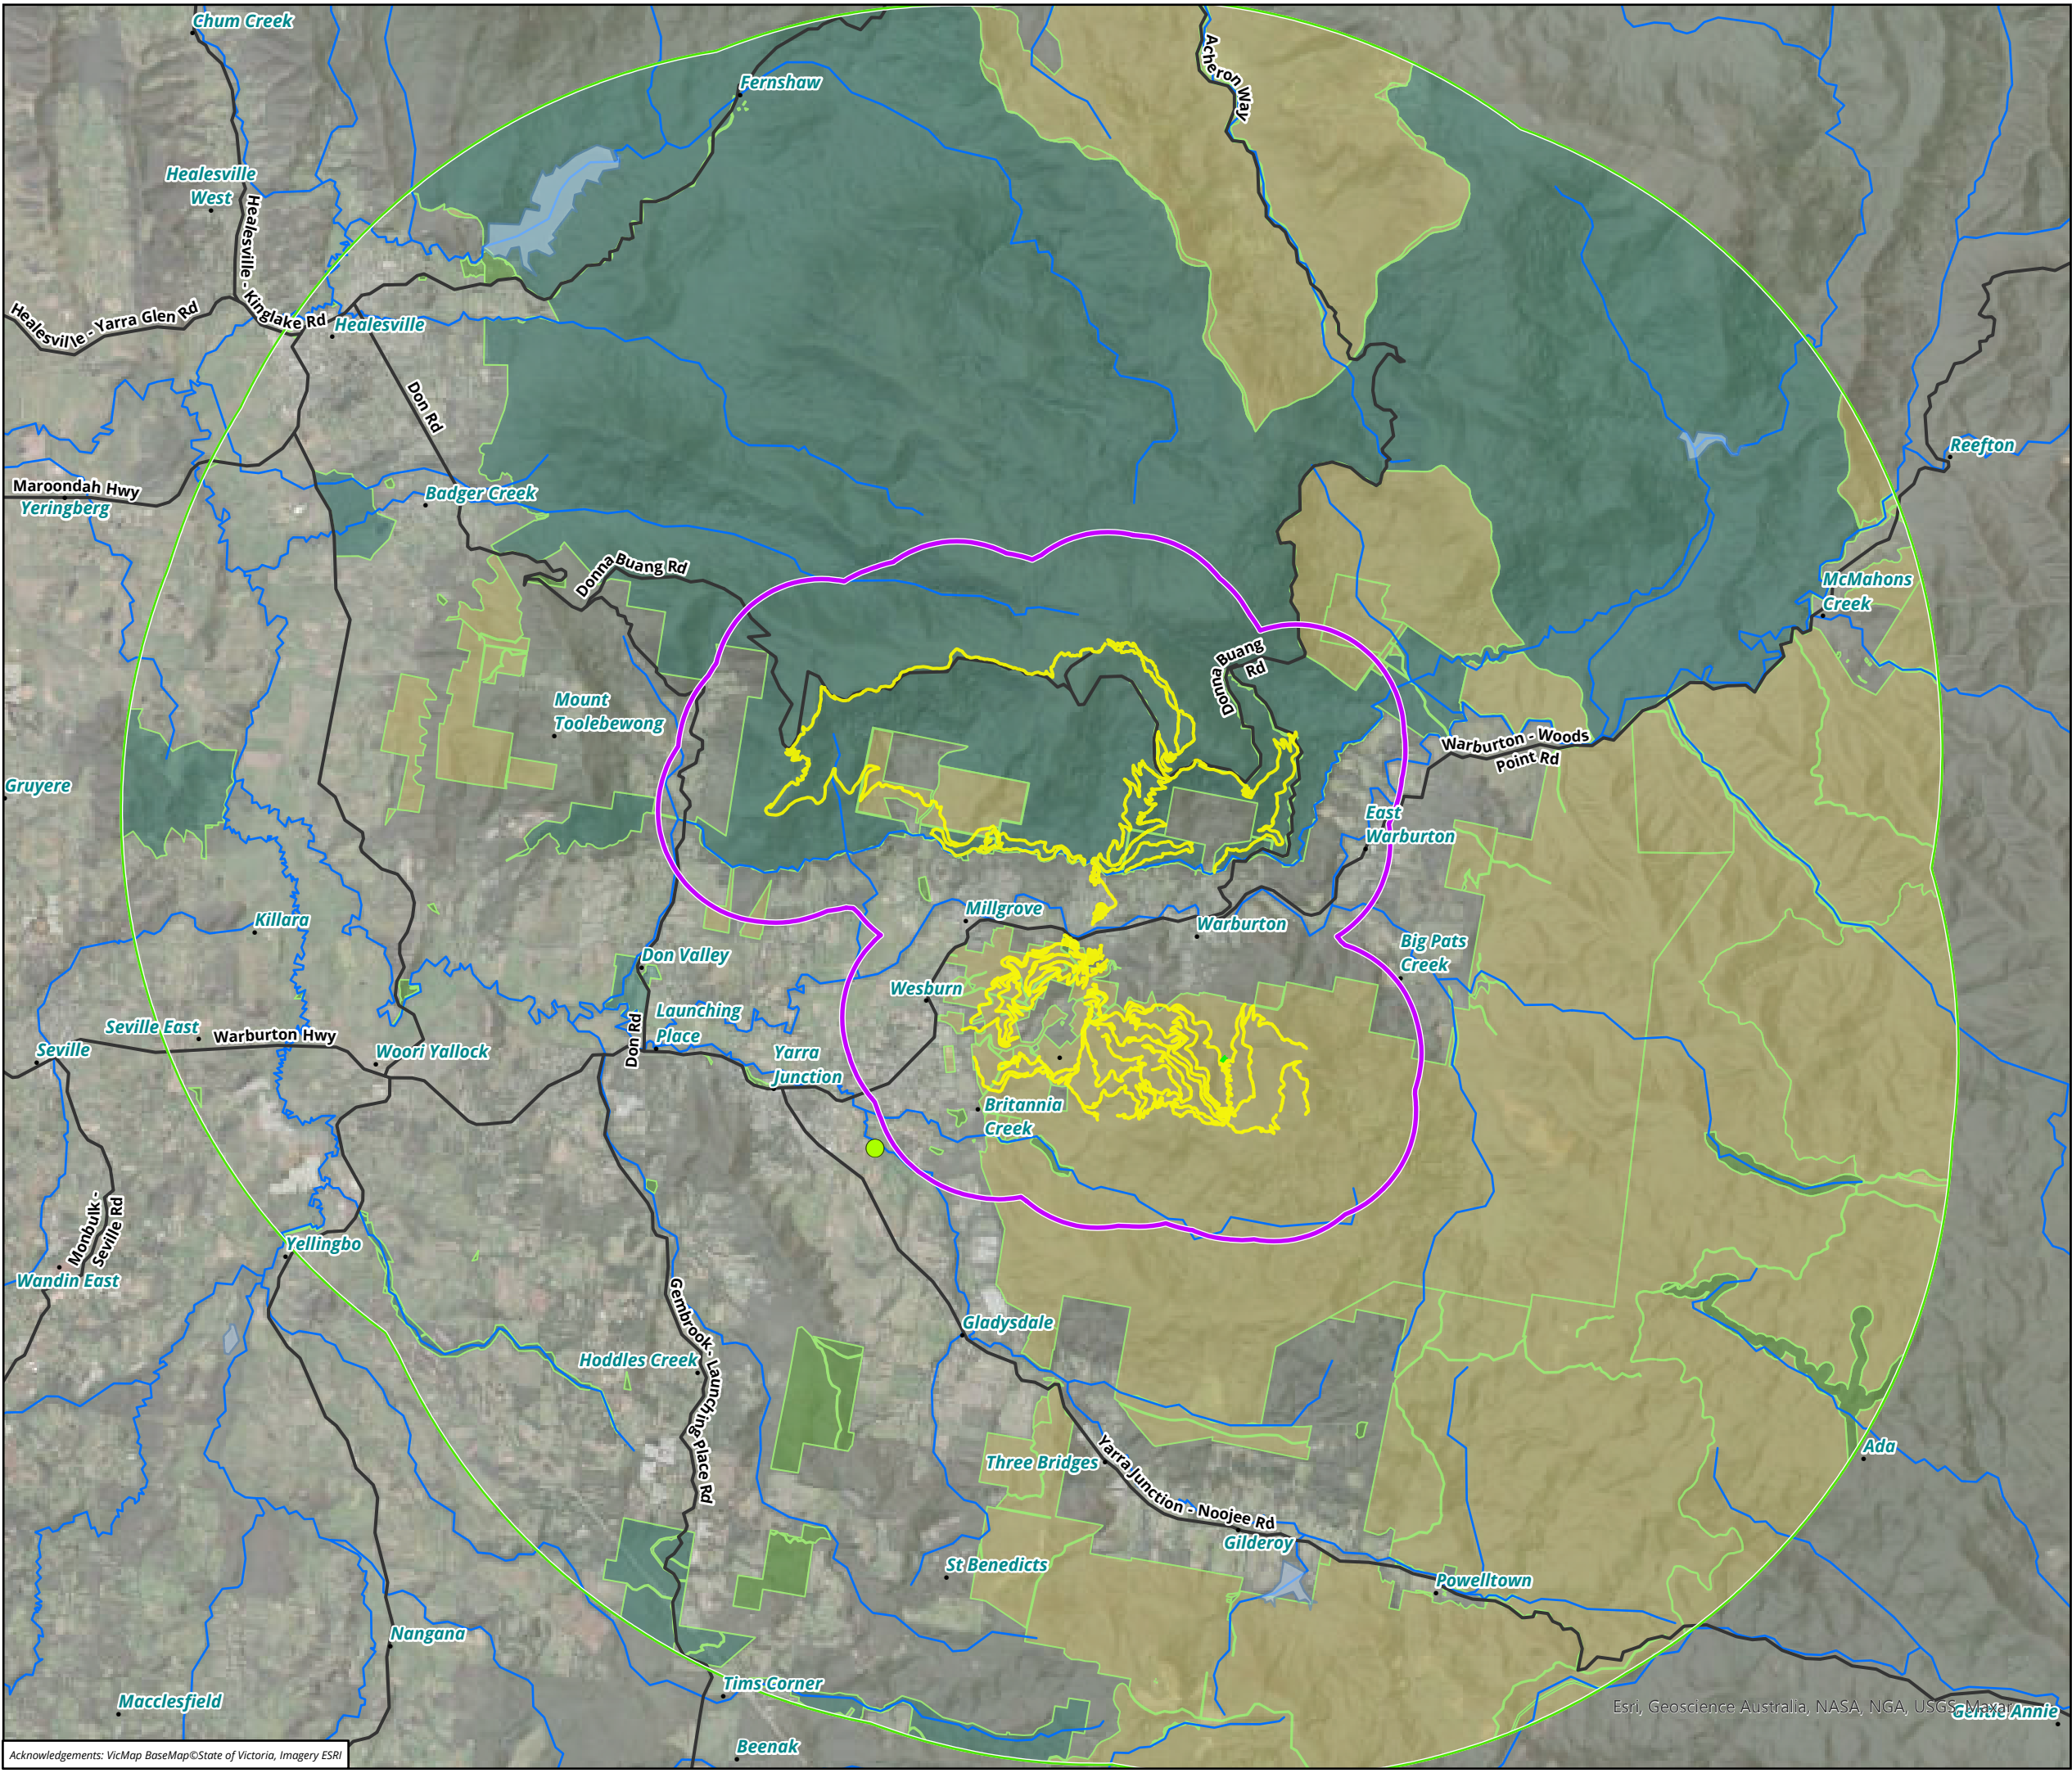 Chum Creek
Fernshaw
Acheron Way
Healesville
West
Healesville - Kinglake Rd
Healesville - Yarra Glen Rd
Healesville
Don Rd
Maroondah Hwy
Yeringberg
Badger Creek
Reefton
Donna Buang Rd
McMahons
Creek
Donna Buang
Rd
Mount
Toolebewong
Warburton - Woods
Point Rd
Gruyere
East
Warburton
Killara
Millgrove
Warburton
Big Pats
Creek
Don Valley
Wesburn
Launching
Place
Don Rd
Seville East
Warburton Hwy
Seville
Woori Yallock
Yarra
Junction
Britannia
Creek
Monbulk -
Seville Rd
Yellingbo
Wandin East
Gembrook - Launching Place Rd
Gladysdale
Hoddles Creek
Three Bridges
Yarra Junction - Noojee Rd
Ada
Gilderoy
St Benedicts
Powelltown
Nangana
Tims Corner
Macclesfield
Esri, Geoscience Australia, NASA, NGA, USGS, Maxar
Gentle Annie
Beenak
Acknowledgements: VicMap BaseMap©State of Victoria, Imagery ESRI